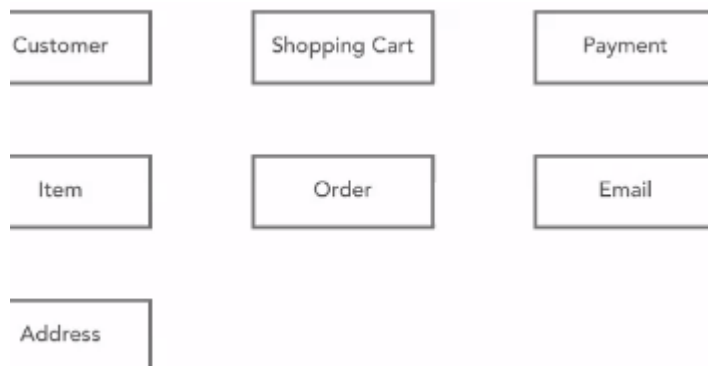 Customer
Shopping Cart
Payment
Item
Order
Email
Address